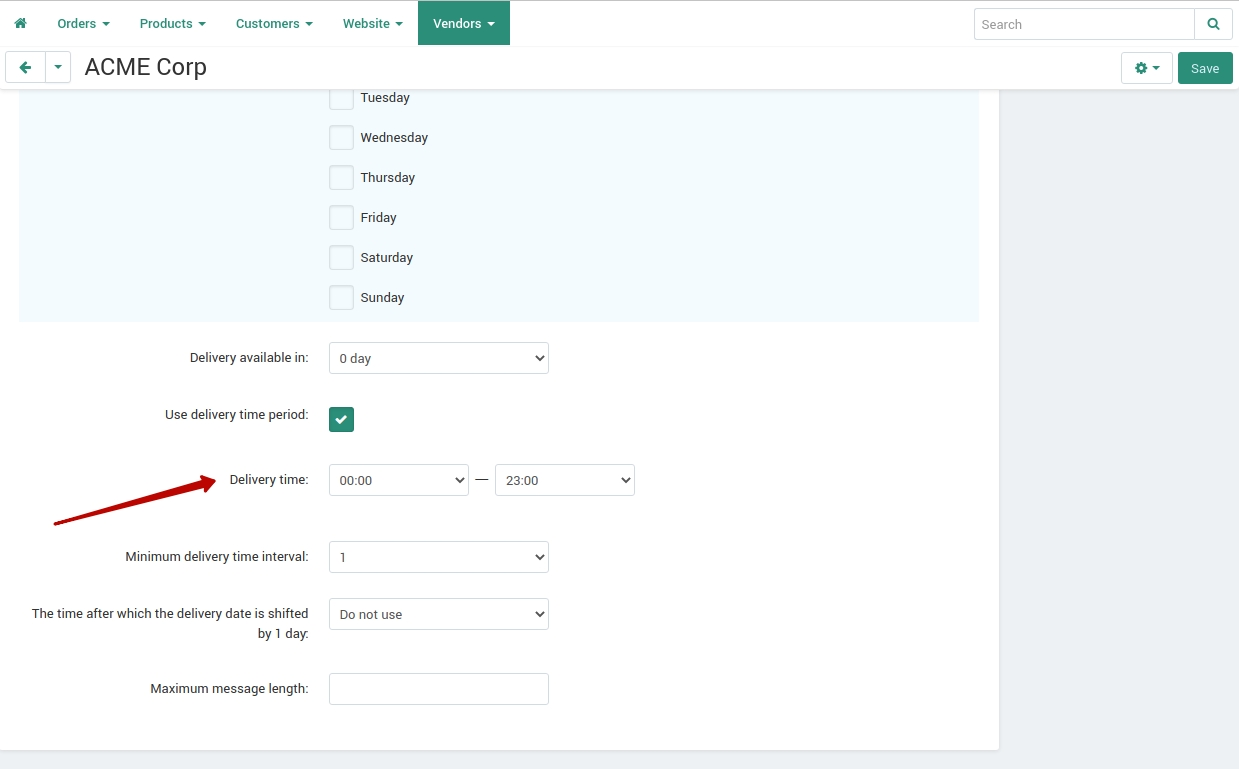 Orders Products Customers Website Vendors Search
ACME Corp Save
Tuesday
Wednesday
Thursday
Friday
Saturday
Sunday
Delivery available in: 0 day
Use delivery time period:
Delivery time: 00:00 — 23:00
Minimum delivery time interval: 1
The time after which the delivery date is shifted Do not use
by 1 day:
Maximum message length: